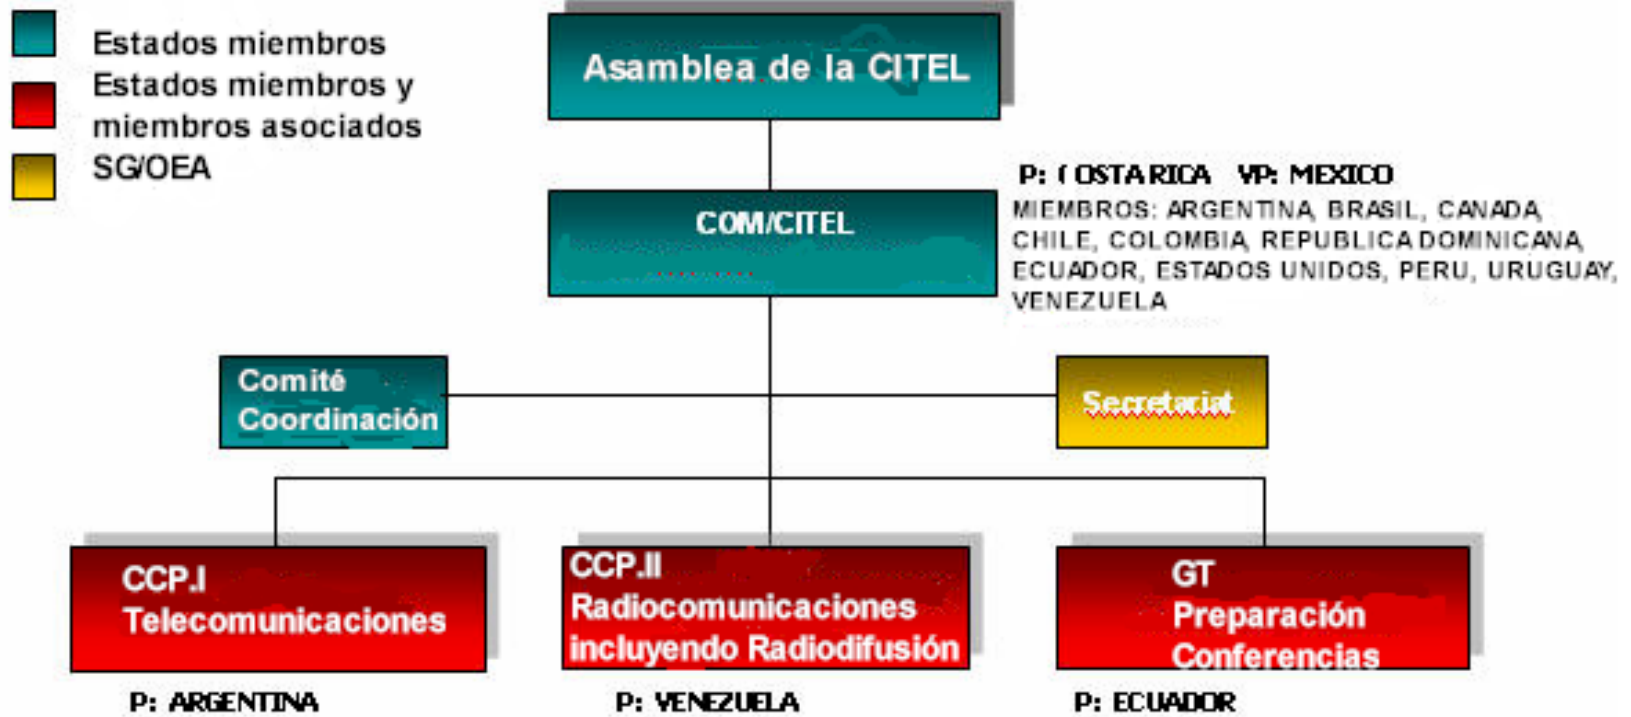 Estados miembros
Estados miembros y
miembros asociados
SG/OEA
Asamblea de la CITEL
COM/CITEL
P: COSTA RICA VP: MEXICO
MIEMBROS: ARGENTINA, BRASIL, CANADA,
CHILE, COLOMBIA, REPUBLICA DOMINICANA,
ECUADOR, ESTADOS UNIDOS, PERU, URUGUAY,
VENEZUELA
Comité
Coordinación
Secretariat
CCP.I
Telecomunicaciones
P: ARGENTINA
CCP.II
Radiocomunicaciones
incluyendo Radiodifusión
P: VENEZUELA
GT
Preparación
Conferencias
P: ECUADOR